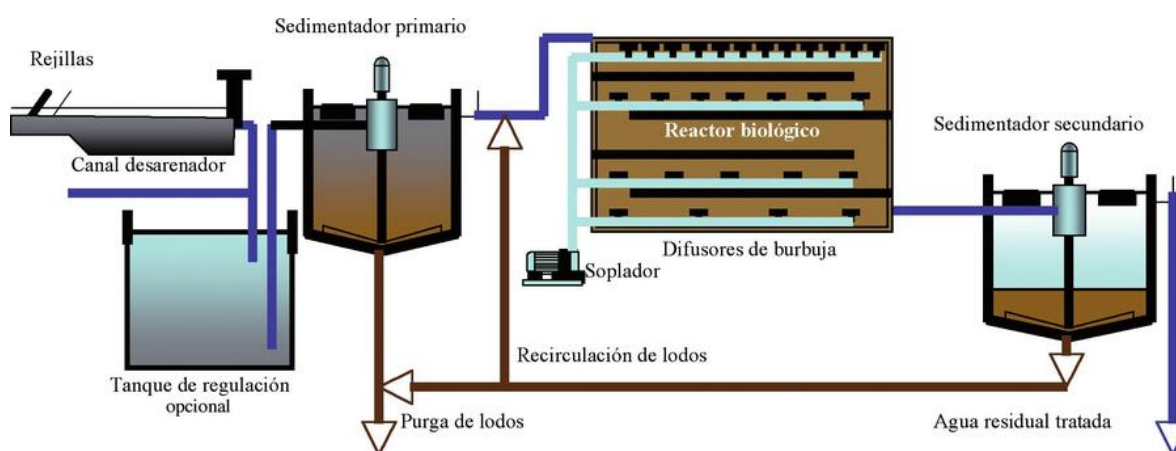 Sedimentador primario
Rejillas
Canal desarenador
Reactor biológico
Sedimentador secundario
Difusores de burbuja
Soplador
Recirculación de lodos
Tanque de regulación
opcional
Purga de lodos
Agua residual tratada